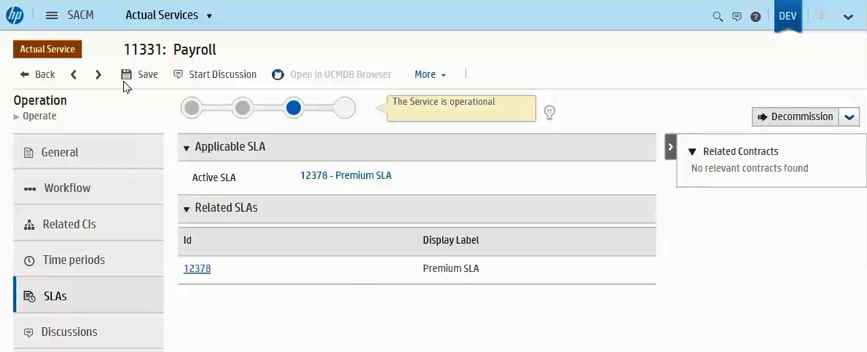 hp SACM Actual Services DEV
Actual Service 11331: Payroll
Back Save Start Discussion Open in UCMDB Browser More
Operation
Operate
The Service is operational
Decommission
General
Workflow
Related CIs
Time periods
SLAs
Discussions
Applicable SLA
Active SLA 12378 - Premium SLA
Related SLAs
Id Display Label
12378 Premium SLA
Related Contracts
No relevant contracts found